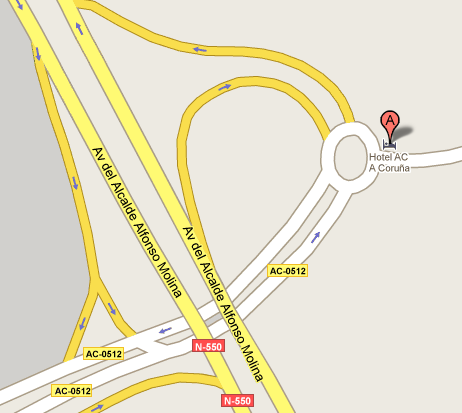 A
Hotel AC
A Coruña
Av del Alcalde Alfonso Molina
Av del Alcalde Alfonso Molina
AC-0512
N-550
AC-0512
AC-0512
N-550